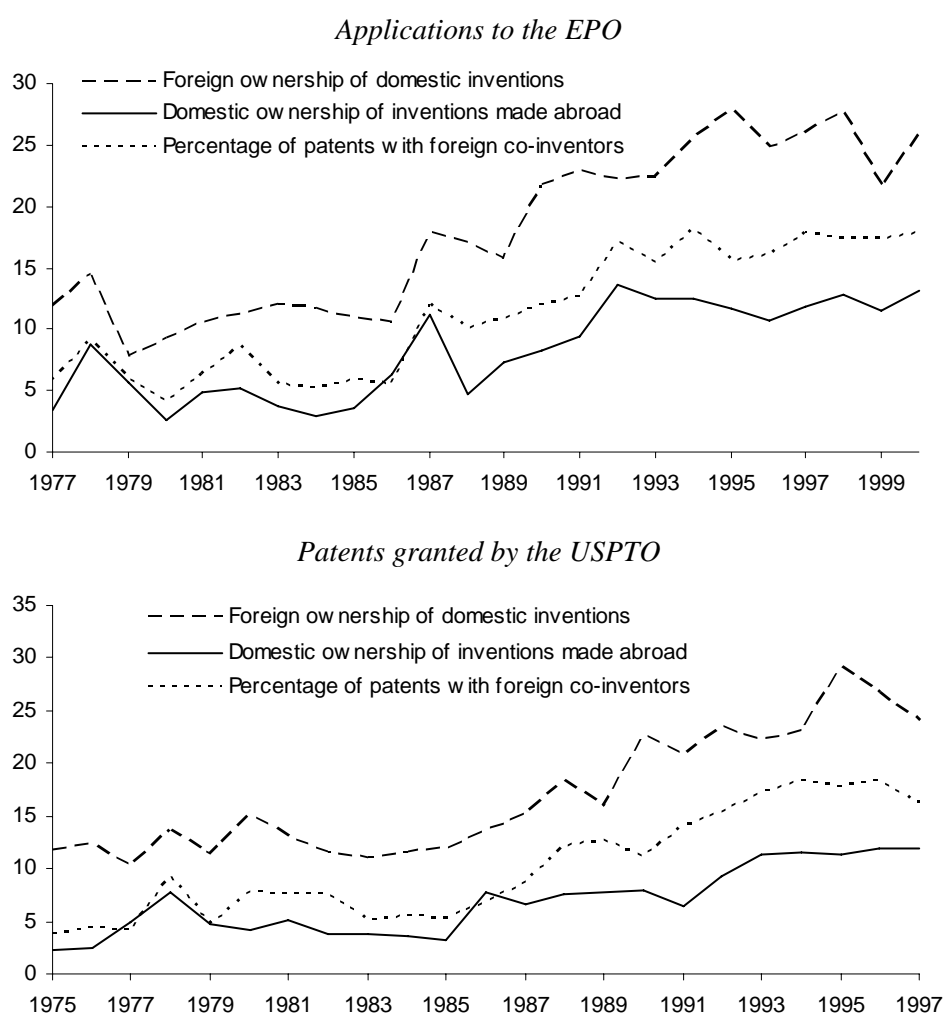 Applications to the EPO
30
25
20
15
10
5
0
Foreign ow nership of domestic inventions
Domestic ow nership of inventions made abroad
Percentage of patents w ith foreign co-inventors
1977 1979 1981 1983 1985 1987 1989 1991 1993 1995 1997 1999
Patents granted by the USPTO
35
30
25
20
15
10
5
0
Foreign ow nership of domestic inventions
Domestic ow nership of inventions made abroad
Percentage of patents w ith foreign co-inventors
1975 1977 1979 1981 1983 1985 1987 1989 1991 1993 1995 1997